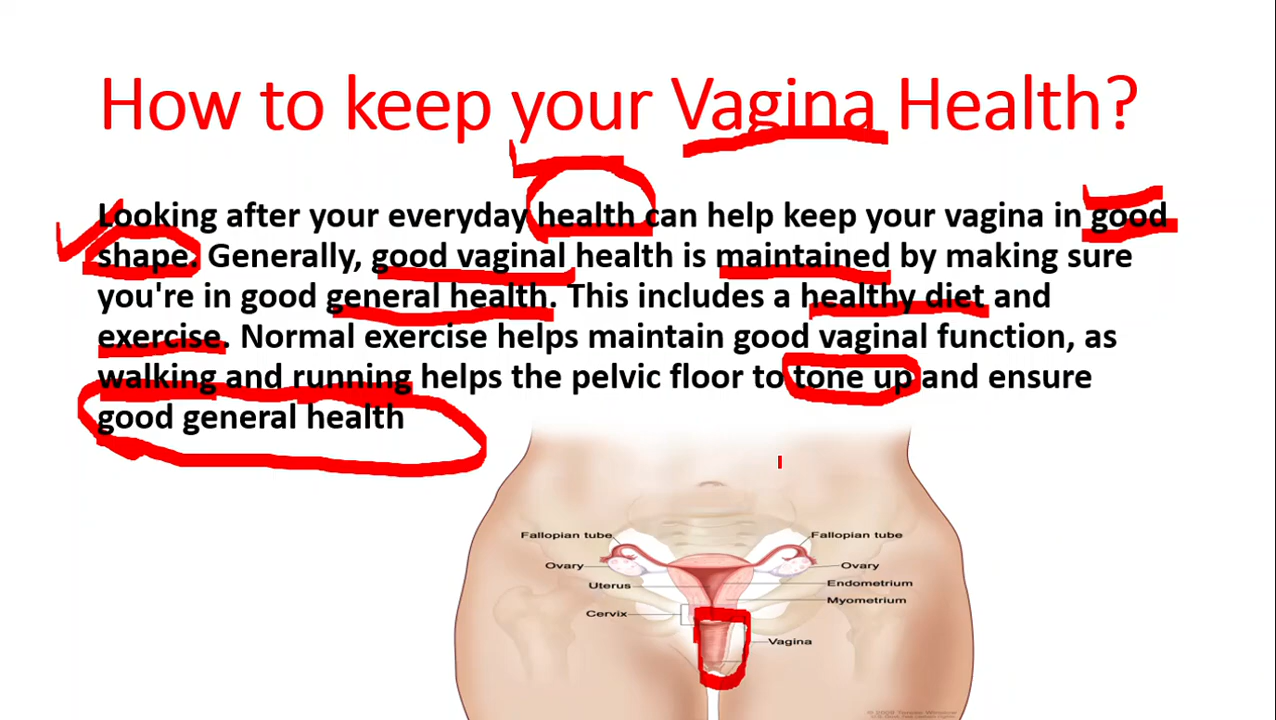 How to keep your Vagina Health?
Looking after your everyday health can help keep your vagina in good
shape. Generally, good vaginal health is maintained by making sure
you're in good general health. This includes a healthy diet and
exercise. Normal exercise helps maintain good vaginal function, as
walking and running helps the pelvic floor to tone up and ensure
good general health
Fallopian tube
Fallopian tube
Ovary
Ovary
Uterus
Endometrium
Myometrium
Cervix
Vagina